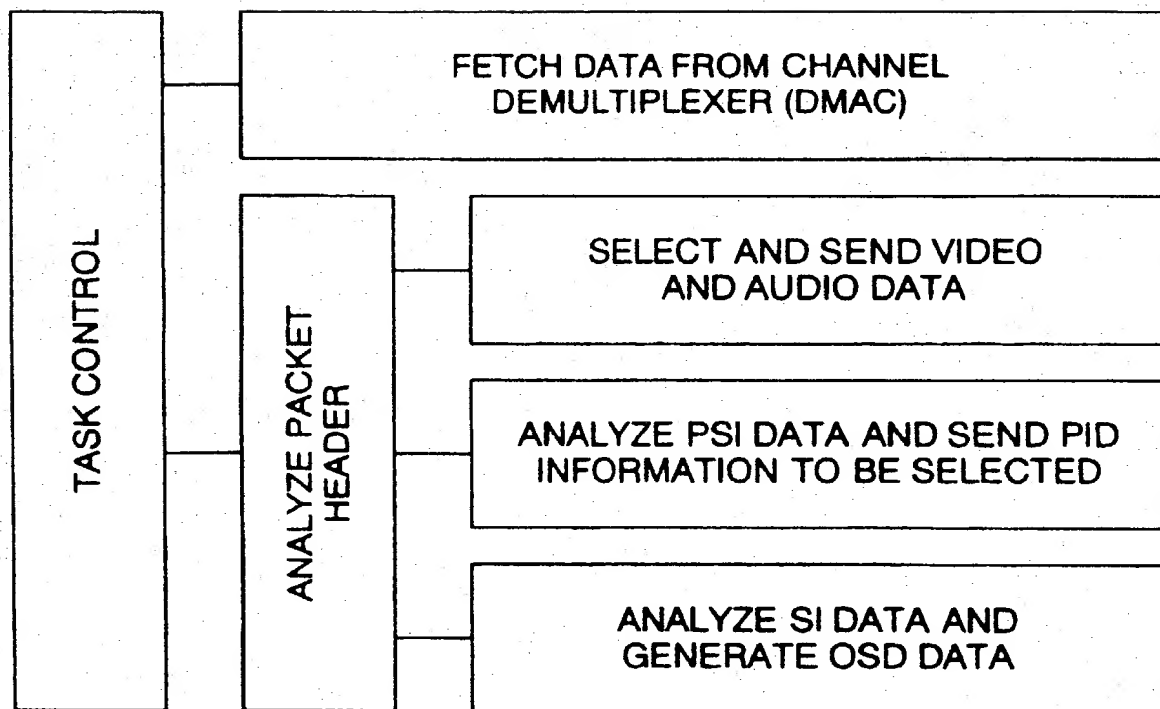 TASK CONTROL
FETCH DATA FROM CHANNEL
DEMULTIPLEXER (DMAC)
ANALYZE PACKET
HEADER
SELECT AND SEND VIDEO
AND AUDIO DATA
ANALYZE PSI DATA AND SEND PID
INFORMATION TO BE SELECTED
ANALYZE SI DATA AND
GENERATE OSD DATA